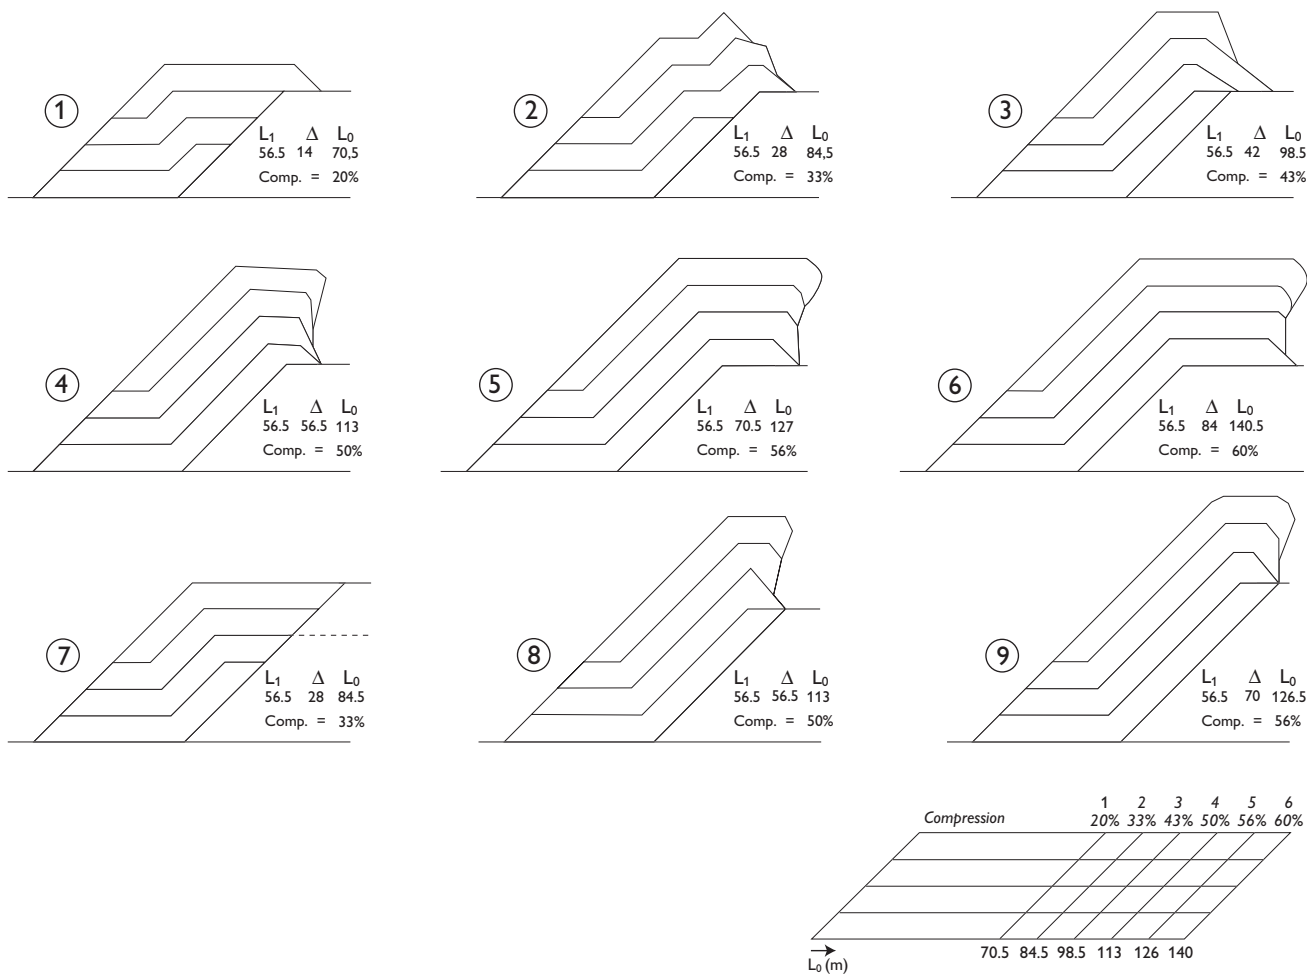 1
L1 Δ L0
56.5 14 70,5
Comp. = 20%
2
L1 Δ L0
56.5 28 84,5
Comp. = 33%
3
L1 Δ L0
56.5 42 98.5
Comp. = 43%
4
L1 Δ L0
56.5 56.5 113
Comp. = 50%
5
L1 Δ L0
56.5 70.5 127
Comp. = 56%
6
L1 Δ L0
56.5 84 140.5
Comp. = 60%
7
L1 Δ L0
56.5 28 84.5
Comp. = 33%
8
L1 Δ L0
56.5 56.5 113
Comp. = 50%
9
L1 Δ L0
56.5 70 126.5
Comp. = 56%
1 2 3 4 5 6
Compression 20% 33% 43% 50% 56% 60%
70.5 84.5 98.5 113 126 140
L0 (m)